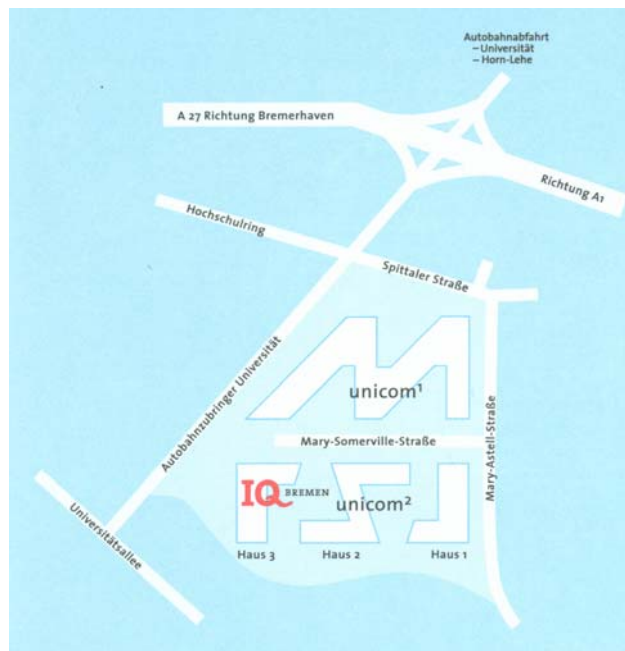 Autobahnabfahrt
– Universität
– Horn-Lehe
A 27 Richtung Bremerhaven
Richtung A1
Hochschulring
Spittaler Straße
Autobahnzubringer Universität
unicom¹
Mary-Somerville-Straße
Mary-Astell-Straße
IQ BREMEN
unicom²
Universitätsallee
Haus 3
Haus 2
Haus 1